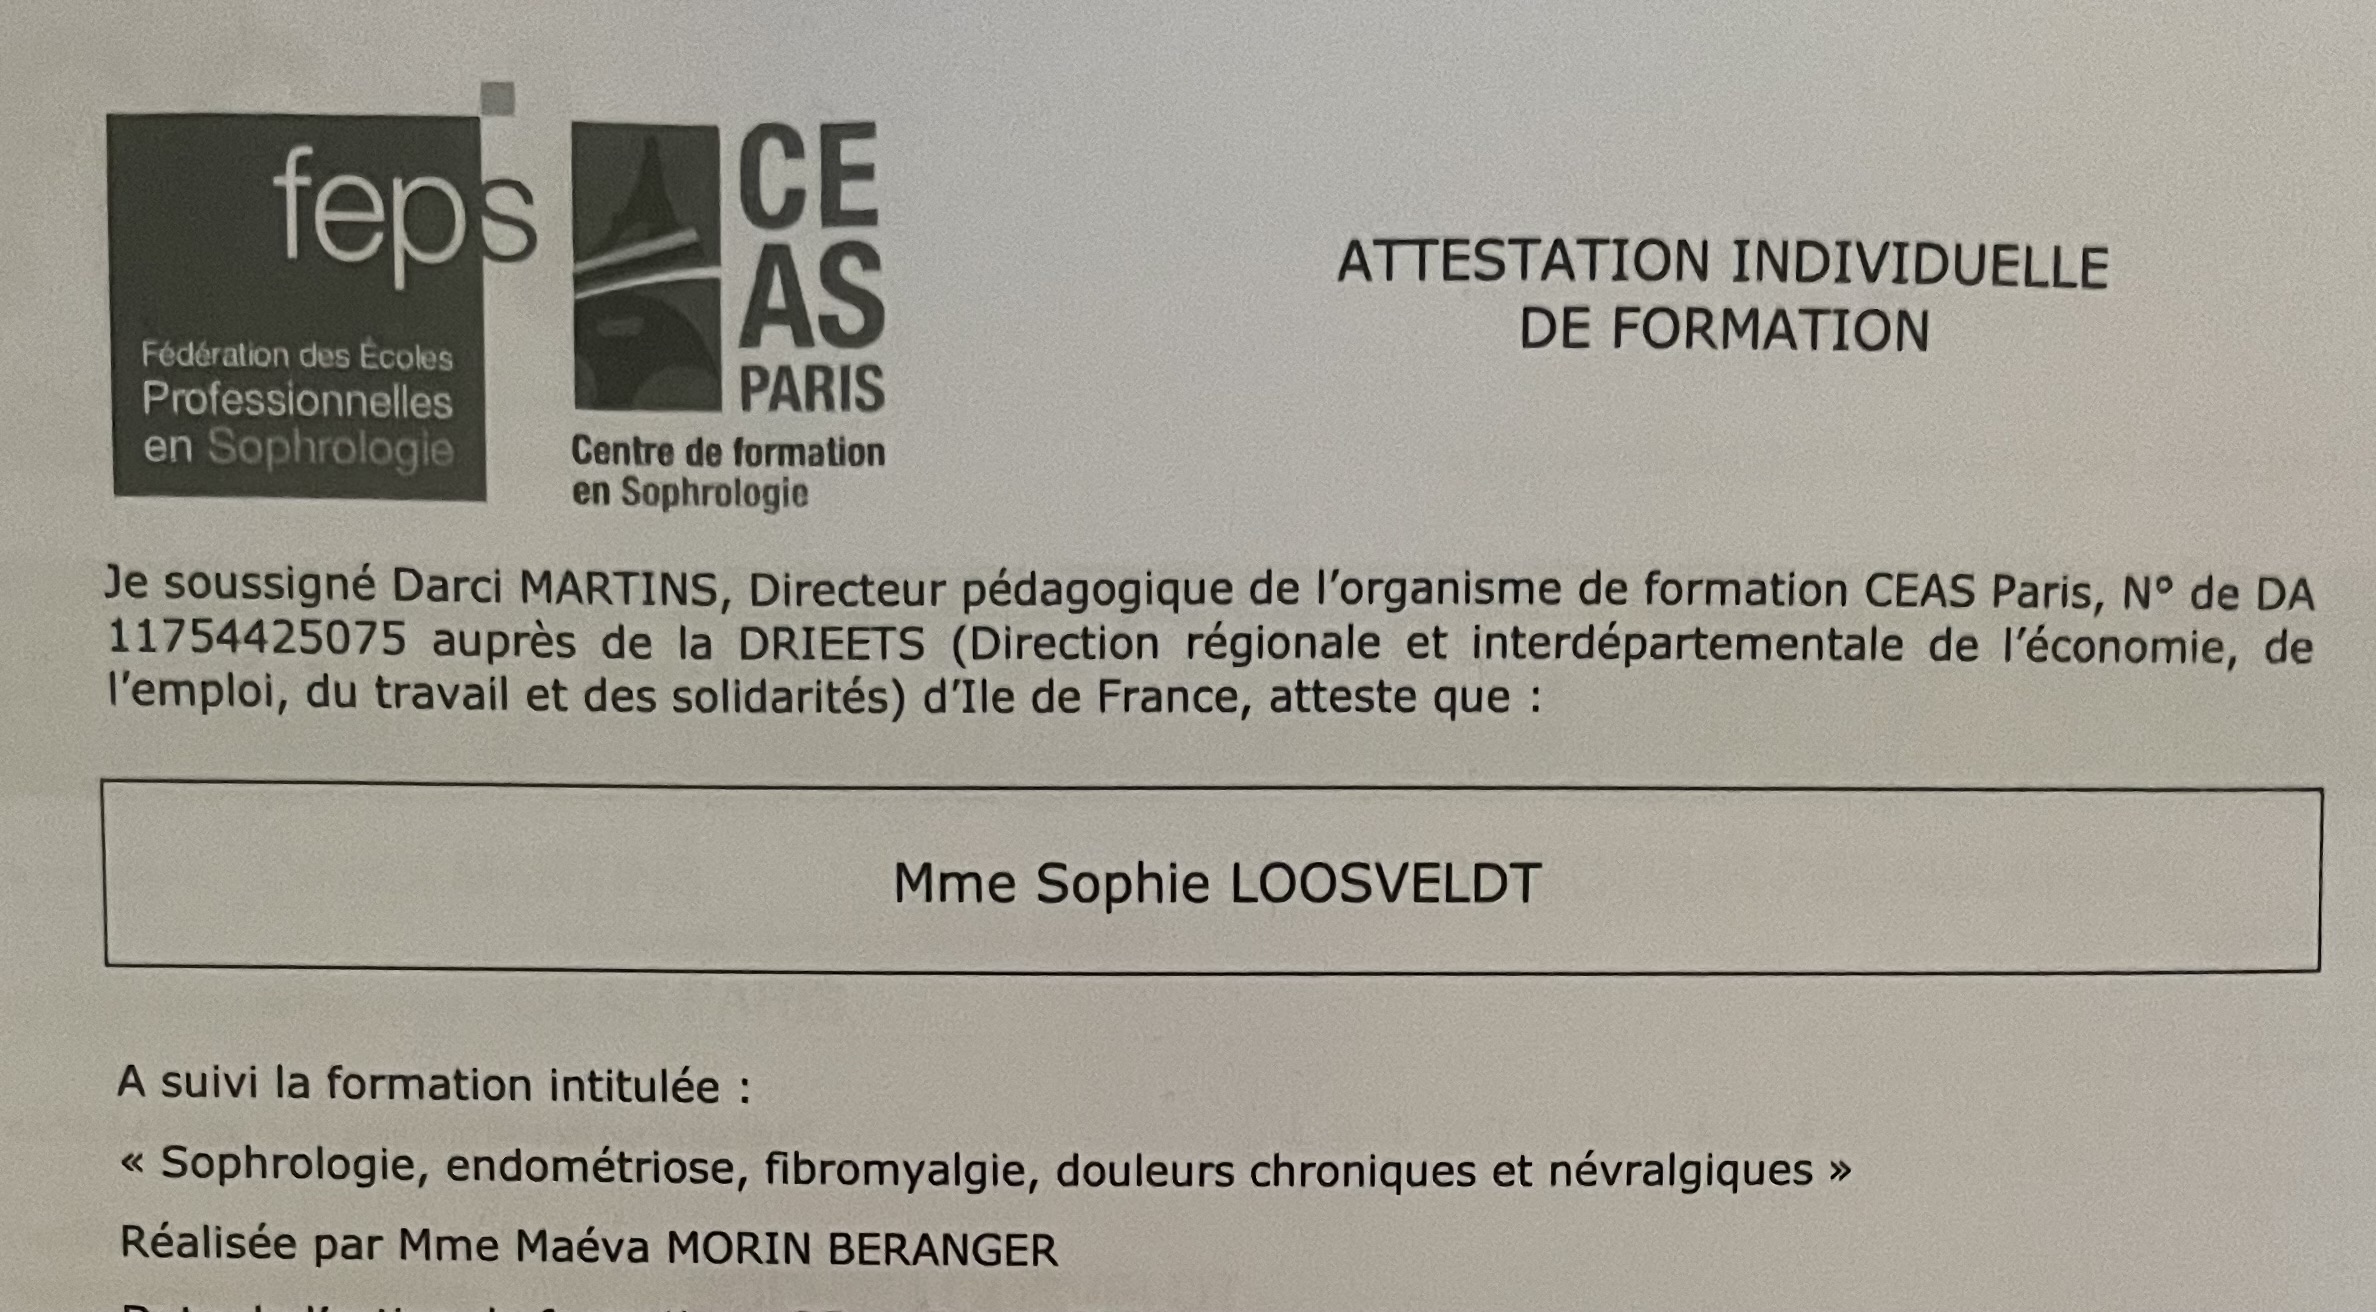 feps
Fédération des Écoles
Professionnelles
en Sophrologie
CE
AS
PARIS
Centre de formation
en Sophrologie
ATTESTATION INDIVIDUELLE
DE FORMATION
Je soussigné Darci MARTINS, Directeur pédagogique de l'organisme de formation CEAS Paris, N° de DA
11754425075 auprès de la DRIEETS (Direction régionale et interdépartementale de l'économie, de
l'emploi, du travail et des solidarités) d'Ile de France, atteste que :
Mme Sophie LOOSVELDT
A suivi la formation intitulée :
« Sophrologie, endométriose, fibromyalgie, douleurs chroniques et névralgiques »
Réalisée par Mme Maéva MORIN BERANGER